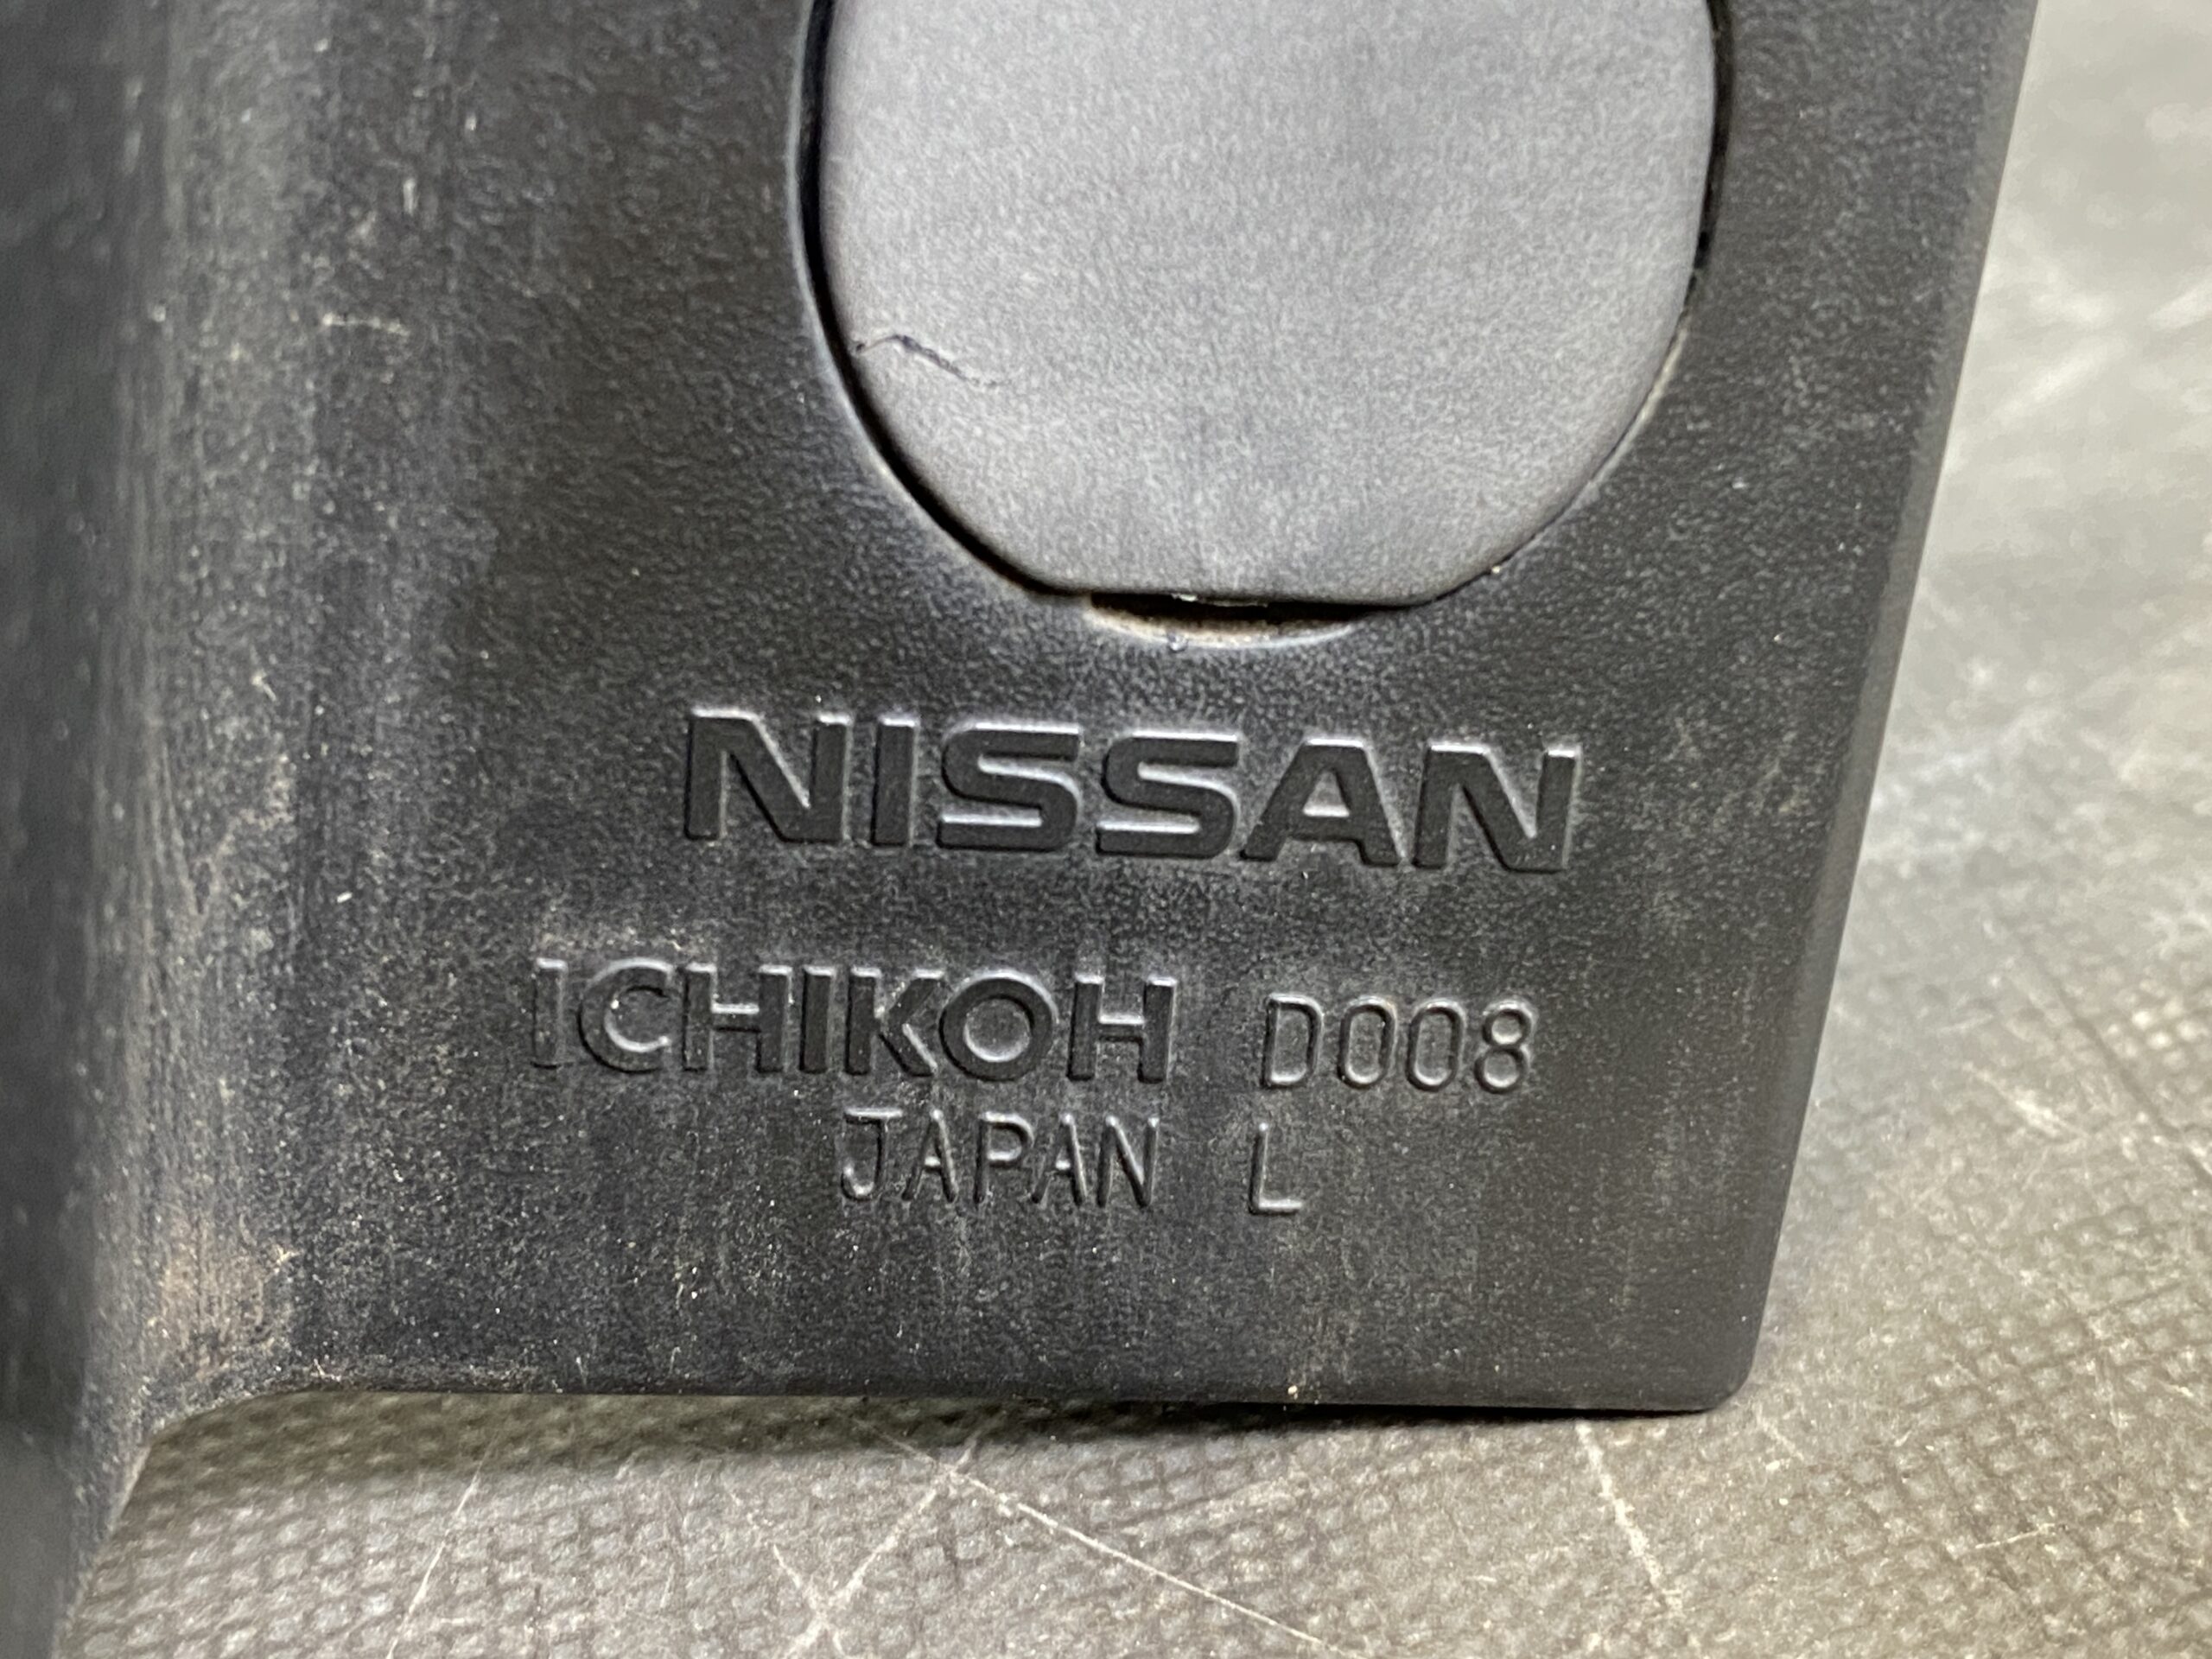 NISSAN
ICHIKOH D008
JAPAN L